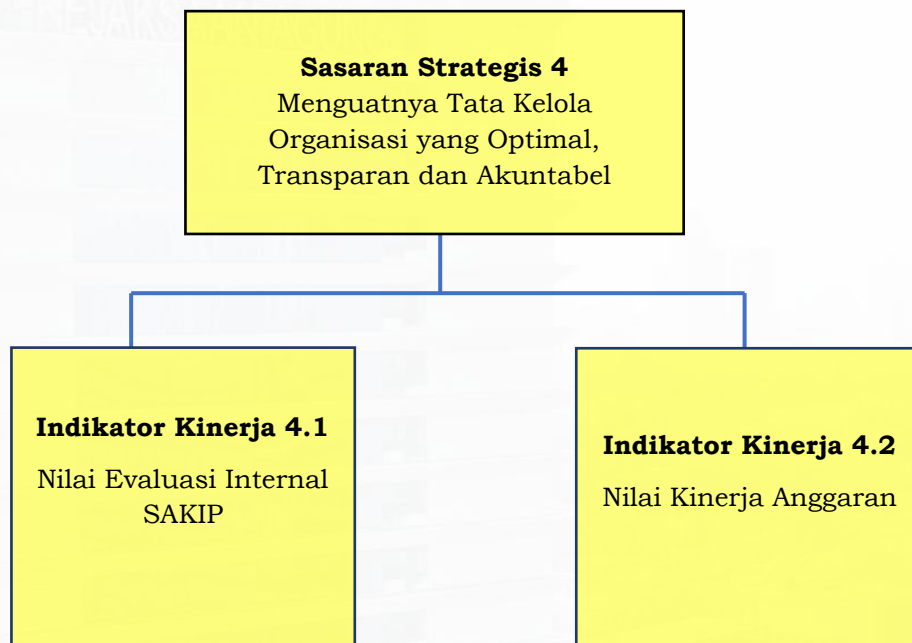 Sasaran Strategis 4
Menguatnya Tata Kelola
Organisasi yang Optimal,
Transparan dan Akuntabel
Indikator Kinerja 4.1
Nilai Evaluasi Internal
SAKIP
Indikator Kinerja 4.2
Nilai Kinerja Anggaran